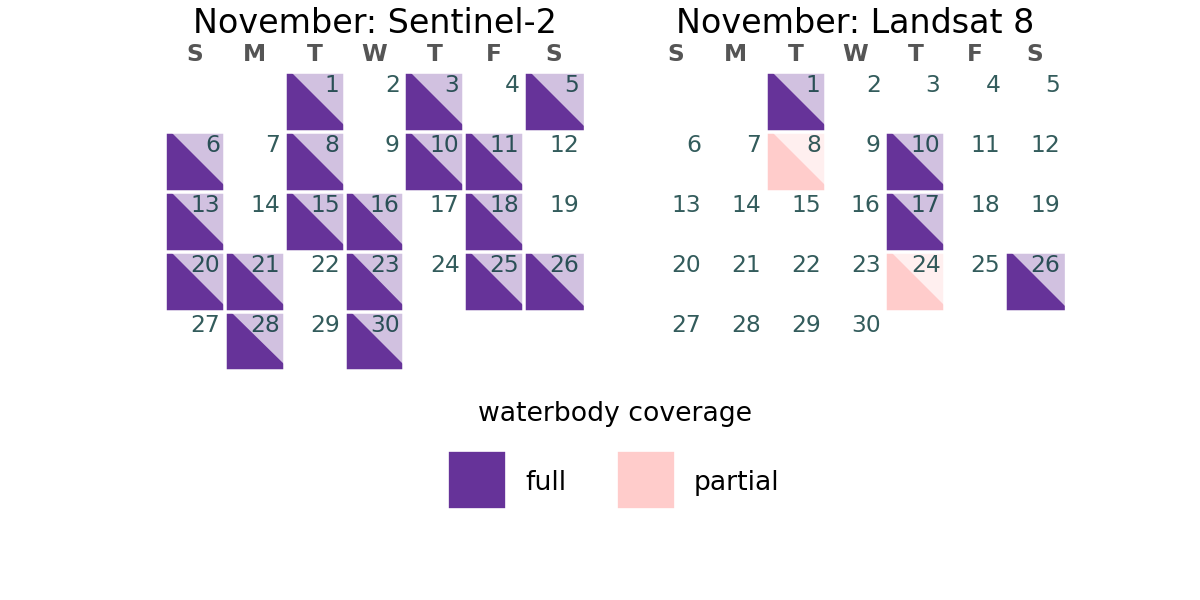 November: Sentinel-2
S M T W T F S
1 2 3 4 5
6 7 8 9 10 11 12
13 14 15 16 17 18 19
20 21 22 23 24 25 26
27 28 29 30
November: Landsat 8
S M T W T F S
1 2 3 4 5
6 7 8 9 10 11 12
13 14 15 16 17 18 19
20 21 22 23 24 25 26
27 28 29 30
waterbody coverage
full partial